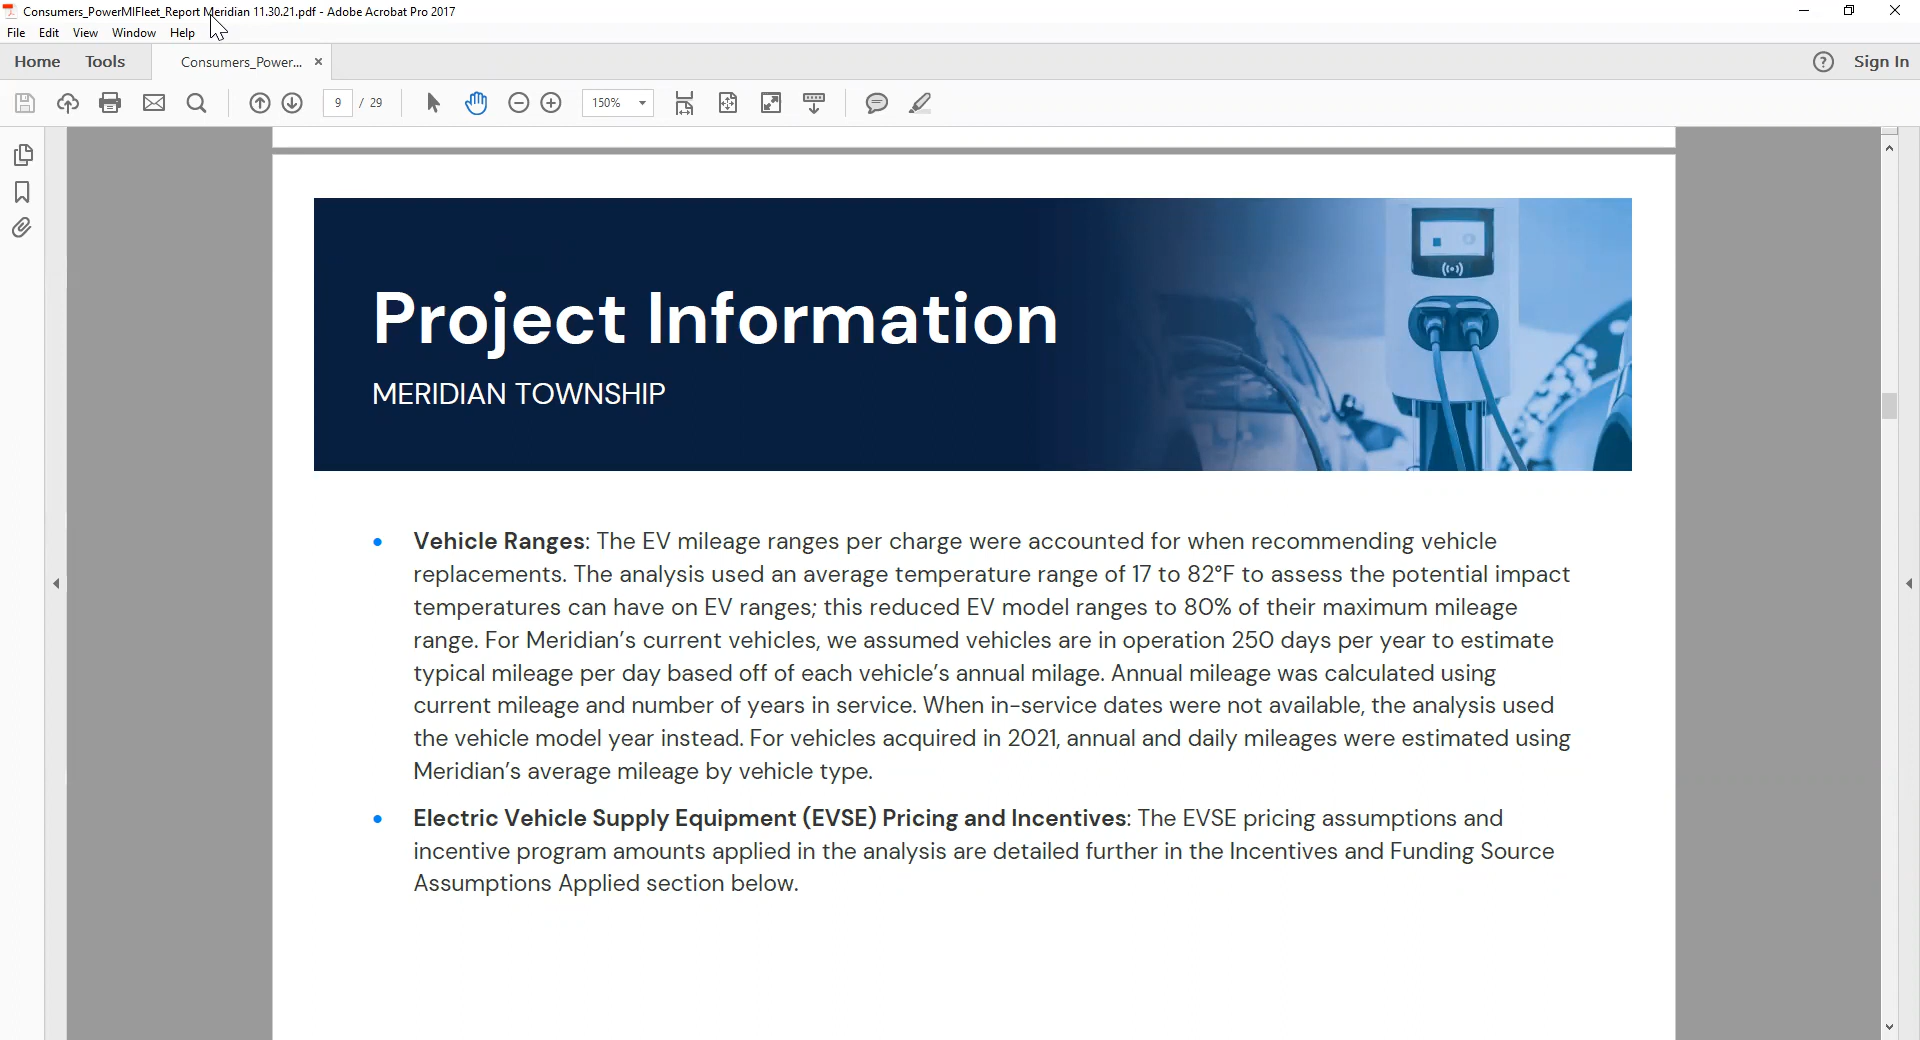 Consumers_PowerMIFleet_Report Meridian 11.30.21.pdf - Adobe Acrobat Pro 2017
File Edit View Window Help
Home Tools Consumers_Power... × ? Sign In
9 / 29 150%
Project Information
MERIDIAN TOWNSHIP
• Vehicle Ranges: The EV mileage ranges per charge were accounted for when recommending vehicle
replacements. The analysis used an average temperature range of 17 to 82°F to assess the potential impact
temperatures can have on EV ranges; this reduced EV model ranges to 80% of their maximum mileage
range. For Meridian's current vehicles, we assumed vehicles are in operation 250 days per year to estimate
typical mileage per day based off of each vehicle's annual milage. Annual mileage was calculated using
current mileage and number of years in service. When in-service dates were not available, the analysis used
the vehicle model year instead. For vehicles acquired in 2021, annual and daily mileages were estimated using
Meridian's average mileage by vehicle type.
• Electric Vehicle Supply Equipment (EVSE) Pricing and Incentives: The EVSE pricing assumptions and
incentive program amounts applied in the analysis are detailed further in the Incentives and Funding Source
Assumptions Applied section below.